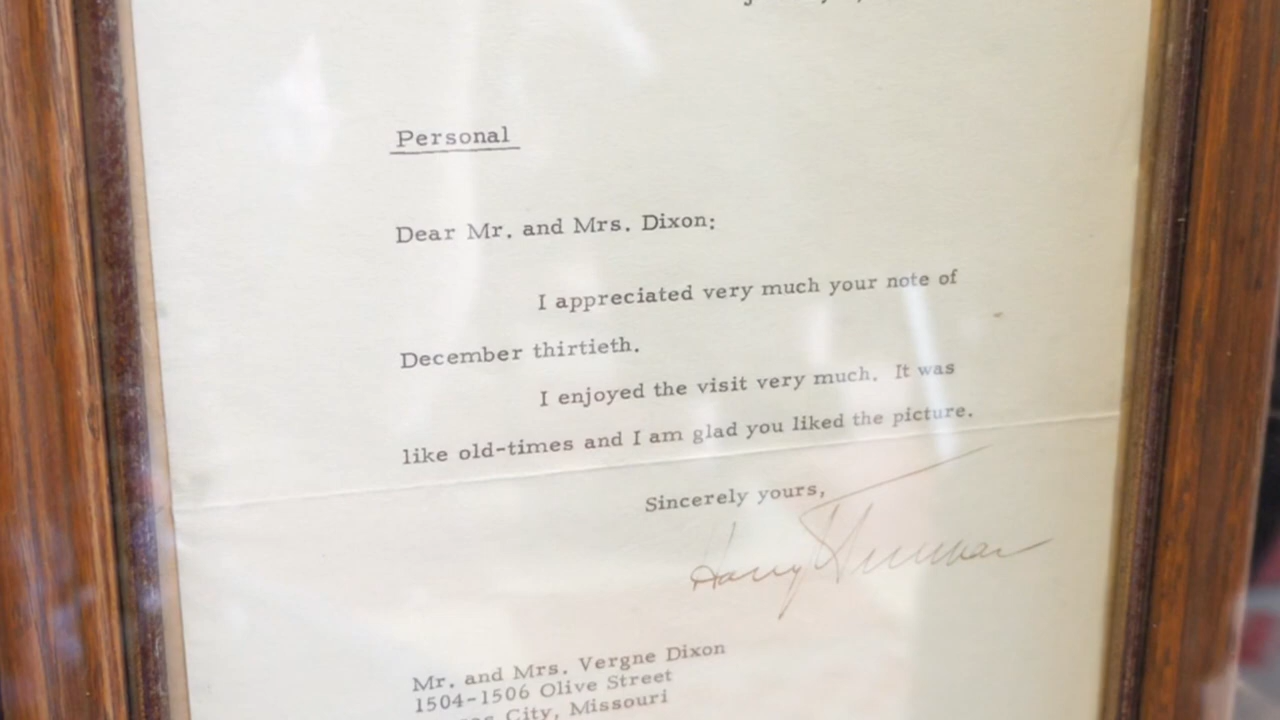 Personal
Dear Mr. and Mrs. Dixon:
I appreciated very much your note of
December thirtieth.
I enjoyed the visit very much. It was
like old-times and I am glad you liked the picture.
Sincerely yours,
Harry Truman
Mr. and Mrs. Vergne Dixon
1504-1506 Olive Street
City, Missouri